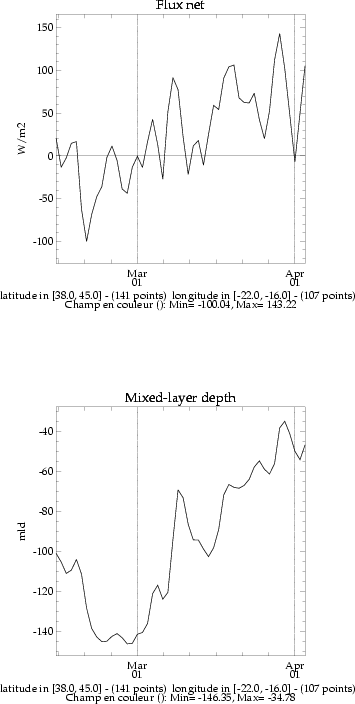 Flux net
150
100
50
0
-50
-100
W/m2
Mar
01
Apr
01
latitude in [38.0, 45.0] - (141 points)  longitude in [-22.0, -16.0] - (107 points)
Champ en couleur (): Min= -100.04, Max= 143.22
Mixed-layer depth
-40
-60
-80
-100
-120
-140
mld
Mar
01
Apr
01
latitude in [38.0, 45.0] - (141 points)  longitude in [-22.0, -16.0] - (107 points)
Champ en couleur (): Min= -146.35, Max= -34.78